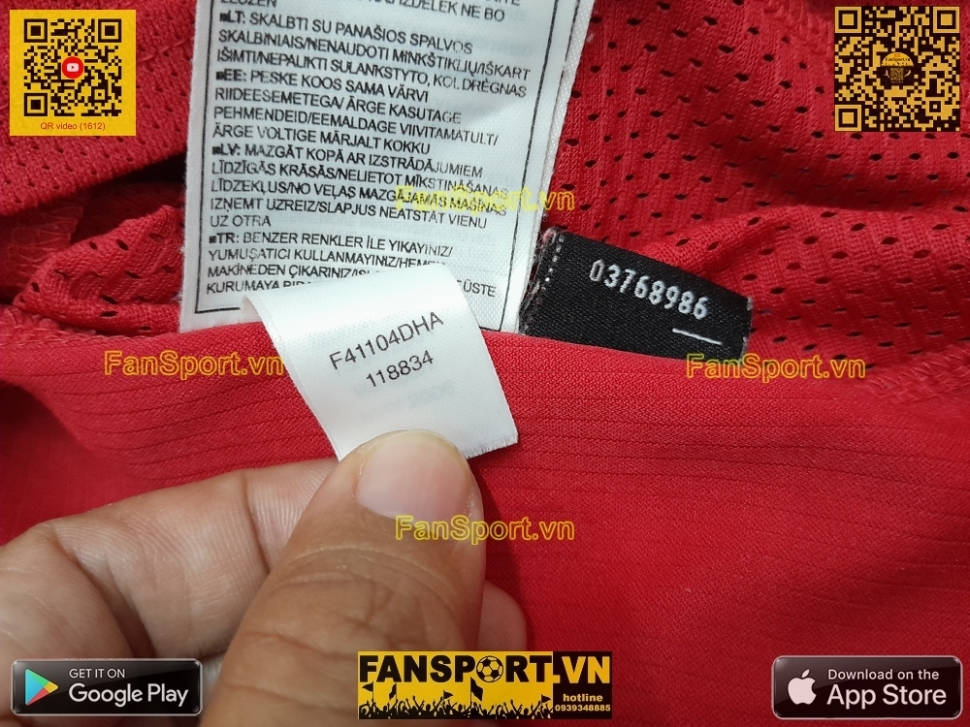 QR video (1612)
LT: SKALBTI SU PANAŠIOS SPALVOS
SKALBINIAIS/NENAUDOTI MINKŠTIKLIŲ/IŠKART
IŠIMTI/NEPALIKTI SULANKSTYTO, KOL DRĖGNAS
EE: PESKE KOOS SAMA VÄRVI
RIIDEESEMETEGA/ÄRGE KASUTAGE
PEHMENDEID/EEMALDAGE VIIVITAMATULT/
ÄRGE VOLTIGE MÄRJALT KOKKU
LV: MAZGĀT KOPĀ AR IZSTRĀDĀJUMIEM
LĪDZĪGĀS KRĀSĀS/NELIETOT MĪKSTINĀŠANAS
LĪDZEKĻUS/NO VEĻAS MAZGĀJAMĀS MAŠĪNAS
IZŅEMT UZREIZ/SLAPJUS NEATSTĀT VIENU
UZ OTRA
TR: BENZER RENKLER İLE YIKAYINIZ/
YUMUŞATICI KULLANMAYINIZ/HEMEN
MAKİNEDEN ÇIKARINIZ/
KURUMAYA
ÜSTE
FanSport.vn
03768986
F41104DHA
118834
FanSport.vn
FanSport.vn
FanSport.vn
GET IT ON
Google Play
FANSPORT.VN
hotline
0939348885
Download on the
App Store